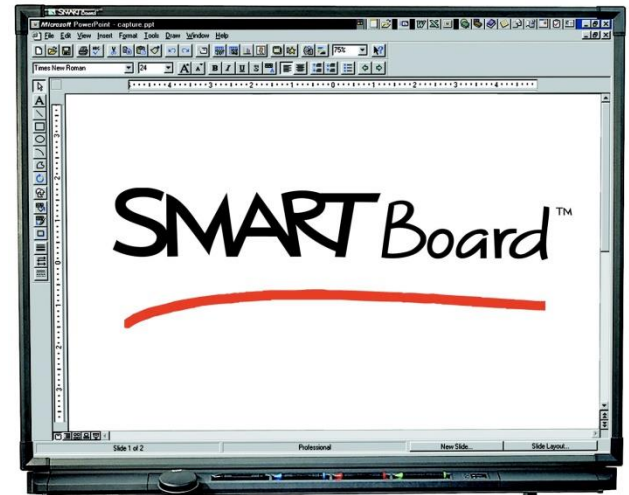 SMART Board
Microsoft PowerPoint - capture.ppt
File Edit View Insert Format Tools Draw Window Help
75%
Times New Roman 24 A A B I U S
SMART Board™
Slide 1 of 2 Professional New Slide... Slide Layout...